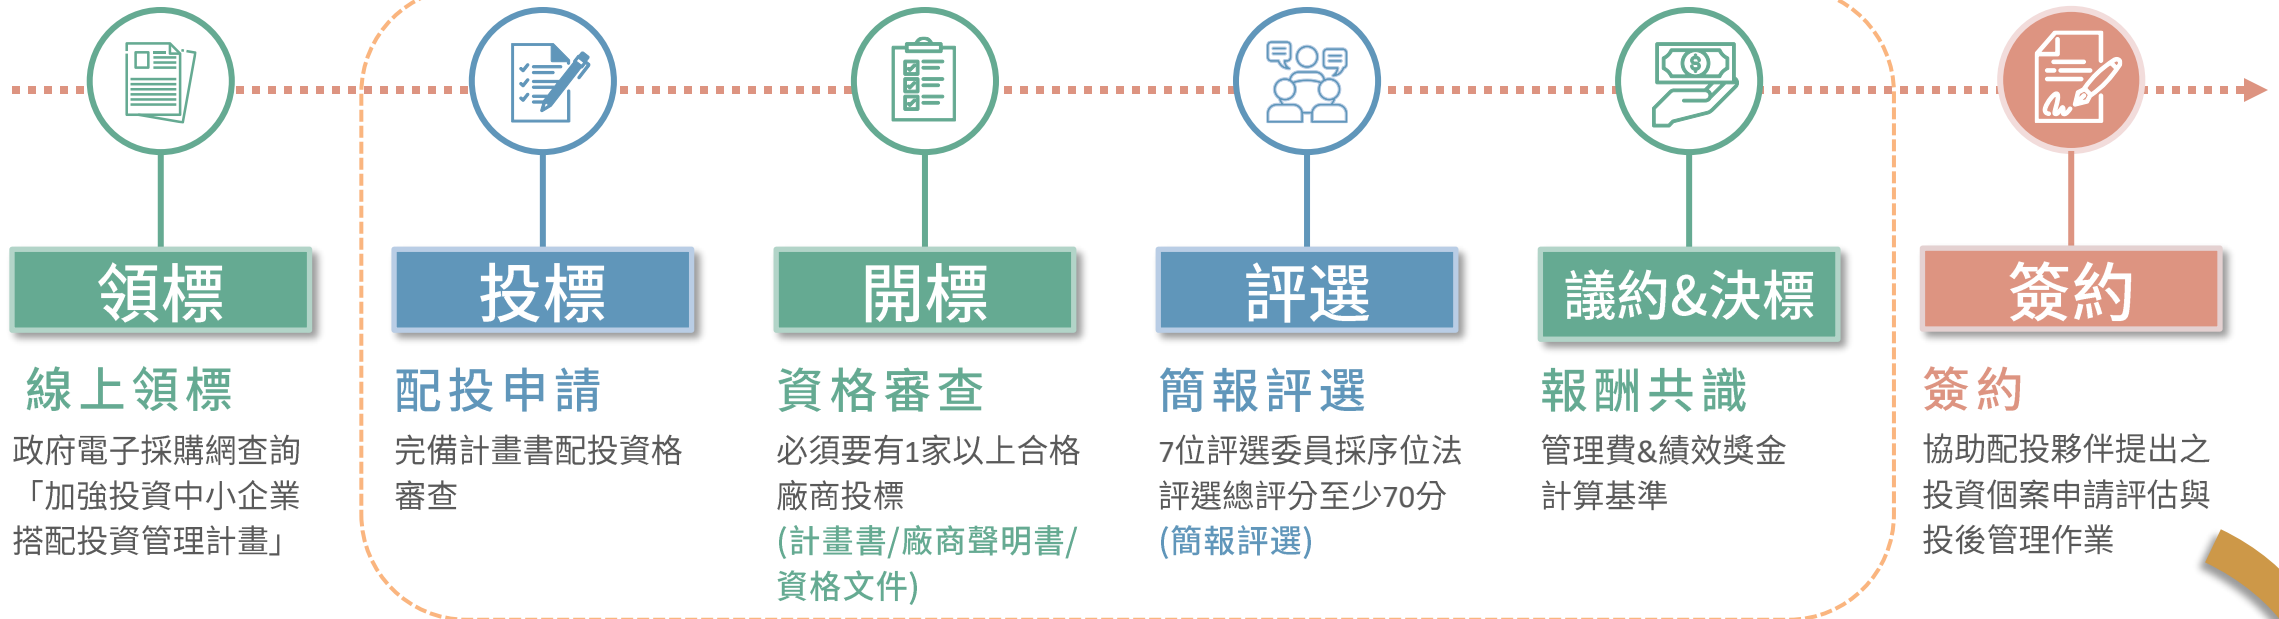 領標
線上領標
政府電子採購網查詢
「加強投資中小企業
搭配投資管理計畫」
投標
配投申請
完備計畫書配投資格
審查
開標
資格審查
必須要有1家以上合格
廠商投標
(計畫書/廠商聲明書/
資格文件)
評選
簡報評選
7位評選委員採序位法
評選總評分至少70分
(簡報評選)
議約&決標
報酬共識
管理費&績效獎金
計算基準
簽約
簽約
協助配投夥伴提出之
投資個案申請評估與
投後管理作業